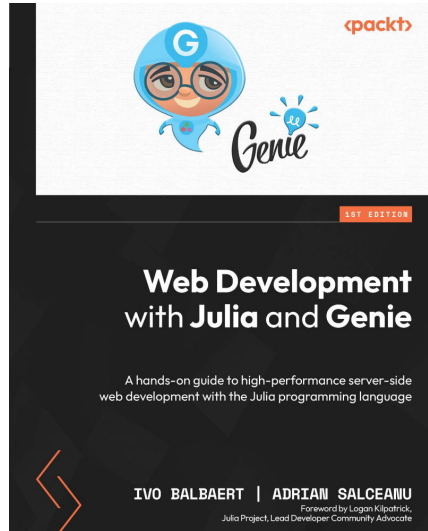 <packt>
G
Genie
1ST EDITION
Web Development
with Julia and Genie
A hands-on guide to high-performance server-side
web development with the Julia programming language
IVO BALBAERT | ADRIAN SALCEANU
Foreword by Logan Kilpatrick,
Julia Project, Lead Developer Community Advocate